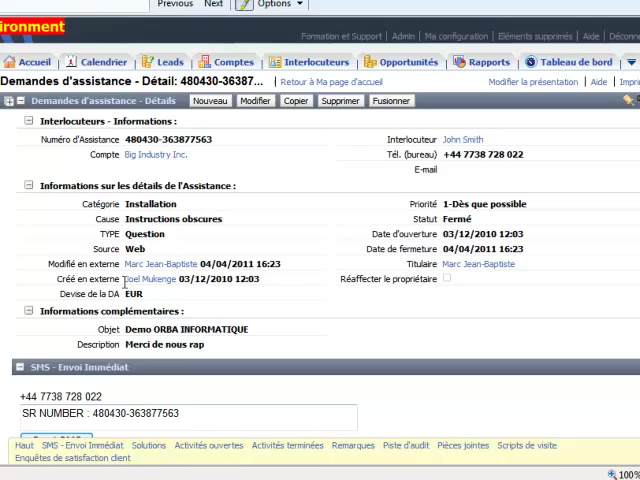 Previous Next Options
ironment
Formation et Support | Admin | Ma configuration | Eléments supprimés | Aide | Déconne
Accueil Calendrier Leads Comptes Interlocuteurs Opportunités Rapports Tableau de bord
Demandes d'assistance - Détail: 480430-36387... | Retour à Ma page d'accueil Modifier la présentation | Aide | Imprin
Demandes d'assistance - Détails Nouveau Modifier Copier Supprimer Fusionner
Interlocuteurs - Informations :
Numéro d'Assistance 480430-363877563 Interlocuteur John Smith
Compte Big Industry Inc. Tél. (bureau) +44 7738 728 022
E-mail
Informations sur les détails de l'Assistance :
Catégorie Installation Priorité 1-Dès que possible
Cause Instructions obscures Statut Fermé
TYPE Question Date d'ouverture 03/12/2010 12:03
Source Web Date de fermeture 04/04/2011 16:23
Modifié en externe Marc Jean-Baptiste 04/04/2011 16:23 Titulaire Marc Jean-Baptiste
Créé en externe Joel Mukenge 03/12/2010 12:03 Réaffecter le propriétaire
Devise de la DA EUR
Informations complémentaires :
Objet Demo ORBA INFORMATIQUE
Description Merci de nous rap
SMS - Envoi Immédiat
+44 7738 728 022
SR NUMBER : 480430-363877563
Haut SMS - Envoi Immédiat Solutions Activités ouvertes Activités terminées Remarques Piste d'audit Pièces jointes Scripts de visite
Enquêtes de satisfaction client
100%